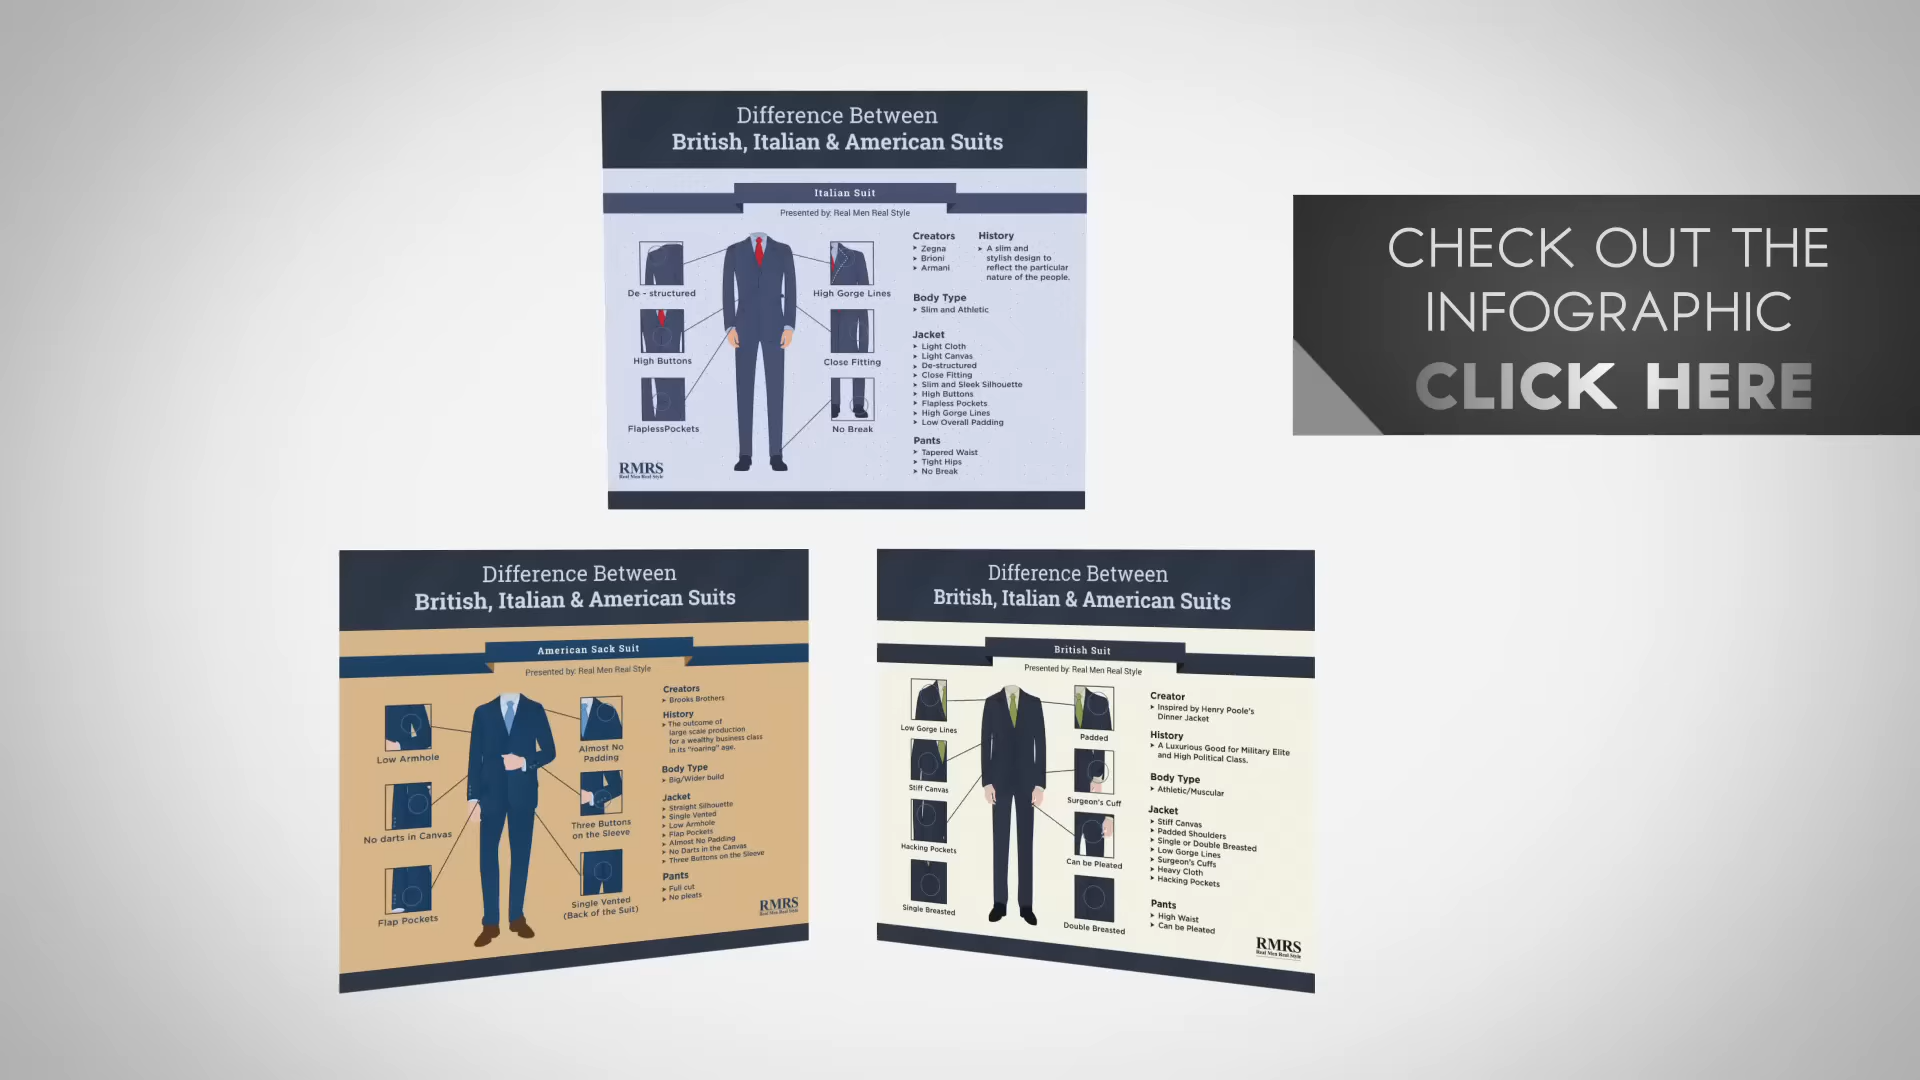 Difference Between
British, Italian & American Suits
Italian Suit
Presented by: Real Men Real Style
De - structured
High Buttons
FlaplessPockets
High Gorge Lines
Close Fitting
No Break
Creators
Zegna
Brioni
Armani
History
A slim and
stylish design to
reflect the particular
nature of the people.
Body Type
Slim and Athletic
Jacket
Light Cloth
Light Canvas
De-structured
Close Fitting
Slim and Sleek Silhouette
High Buttons
Flapless Pockets
High Gorge Lines
Low Overall Padding
Pants
Tapered Waist
Tight Hips
No Break
RMRS
Real Men Real Style
CHECK OUT THE
INFOGRAPHIC
CLICK HERE
Difference Between
British, Italian & American Suits
American Sack Suit
Presented by: Real Men Real Style
Low Armhole
No darts in Canvas
Flap Pockets
Almost No
Padding
Three Buttons
on the Sleeve
Single Vented
(Back of the Suit)
Creators
Brooks Brothers
History
The outcome of
large scale production
for a wealthy business class
in its "roaring" age.
Body Type
Big/Wider build
Jacket
Straight Silhouette
Single Vented
Low Armhole
Flap Pockets
Almost No Padding
No Darts in the Canvas
Three Buttons on the Sleeve
Pants
Full cut
No pleats
RMRS
Real Men Real Style
Difference Between
British, Italian & American Suits
British Suit
Presented by: Real Men Real Style
Low Gorge Lines
Stiff Canvas
Hacking Pockets
Single Breasted
Padded
Surgeon's Cuff
Can be Pleated
Double Breasted
Creator
Inspired by Henry Poole's
Dinner Jacket
History
A Luxurious Good for Military Elite
and High Political Class.
Body Type
Athletic/Muscular
Jacket
Stiff Canvas
Padded Shoulders
Single or Double Breasted
Low Gorge Lines
Surgeon's Cuffs
Heavy Cloth
Hacking Pockets
Pants
High Waist
Can be Pleated
RMRS
Real Men Real Style